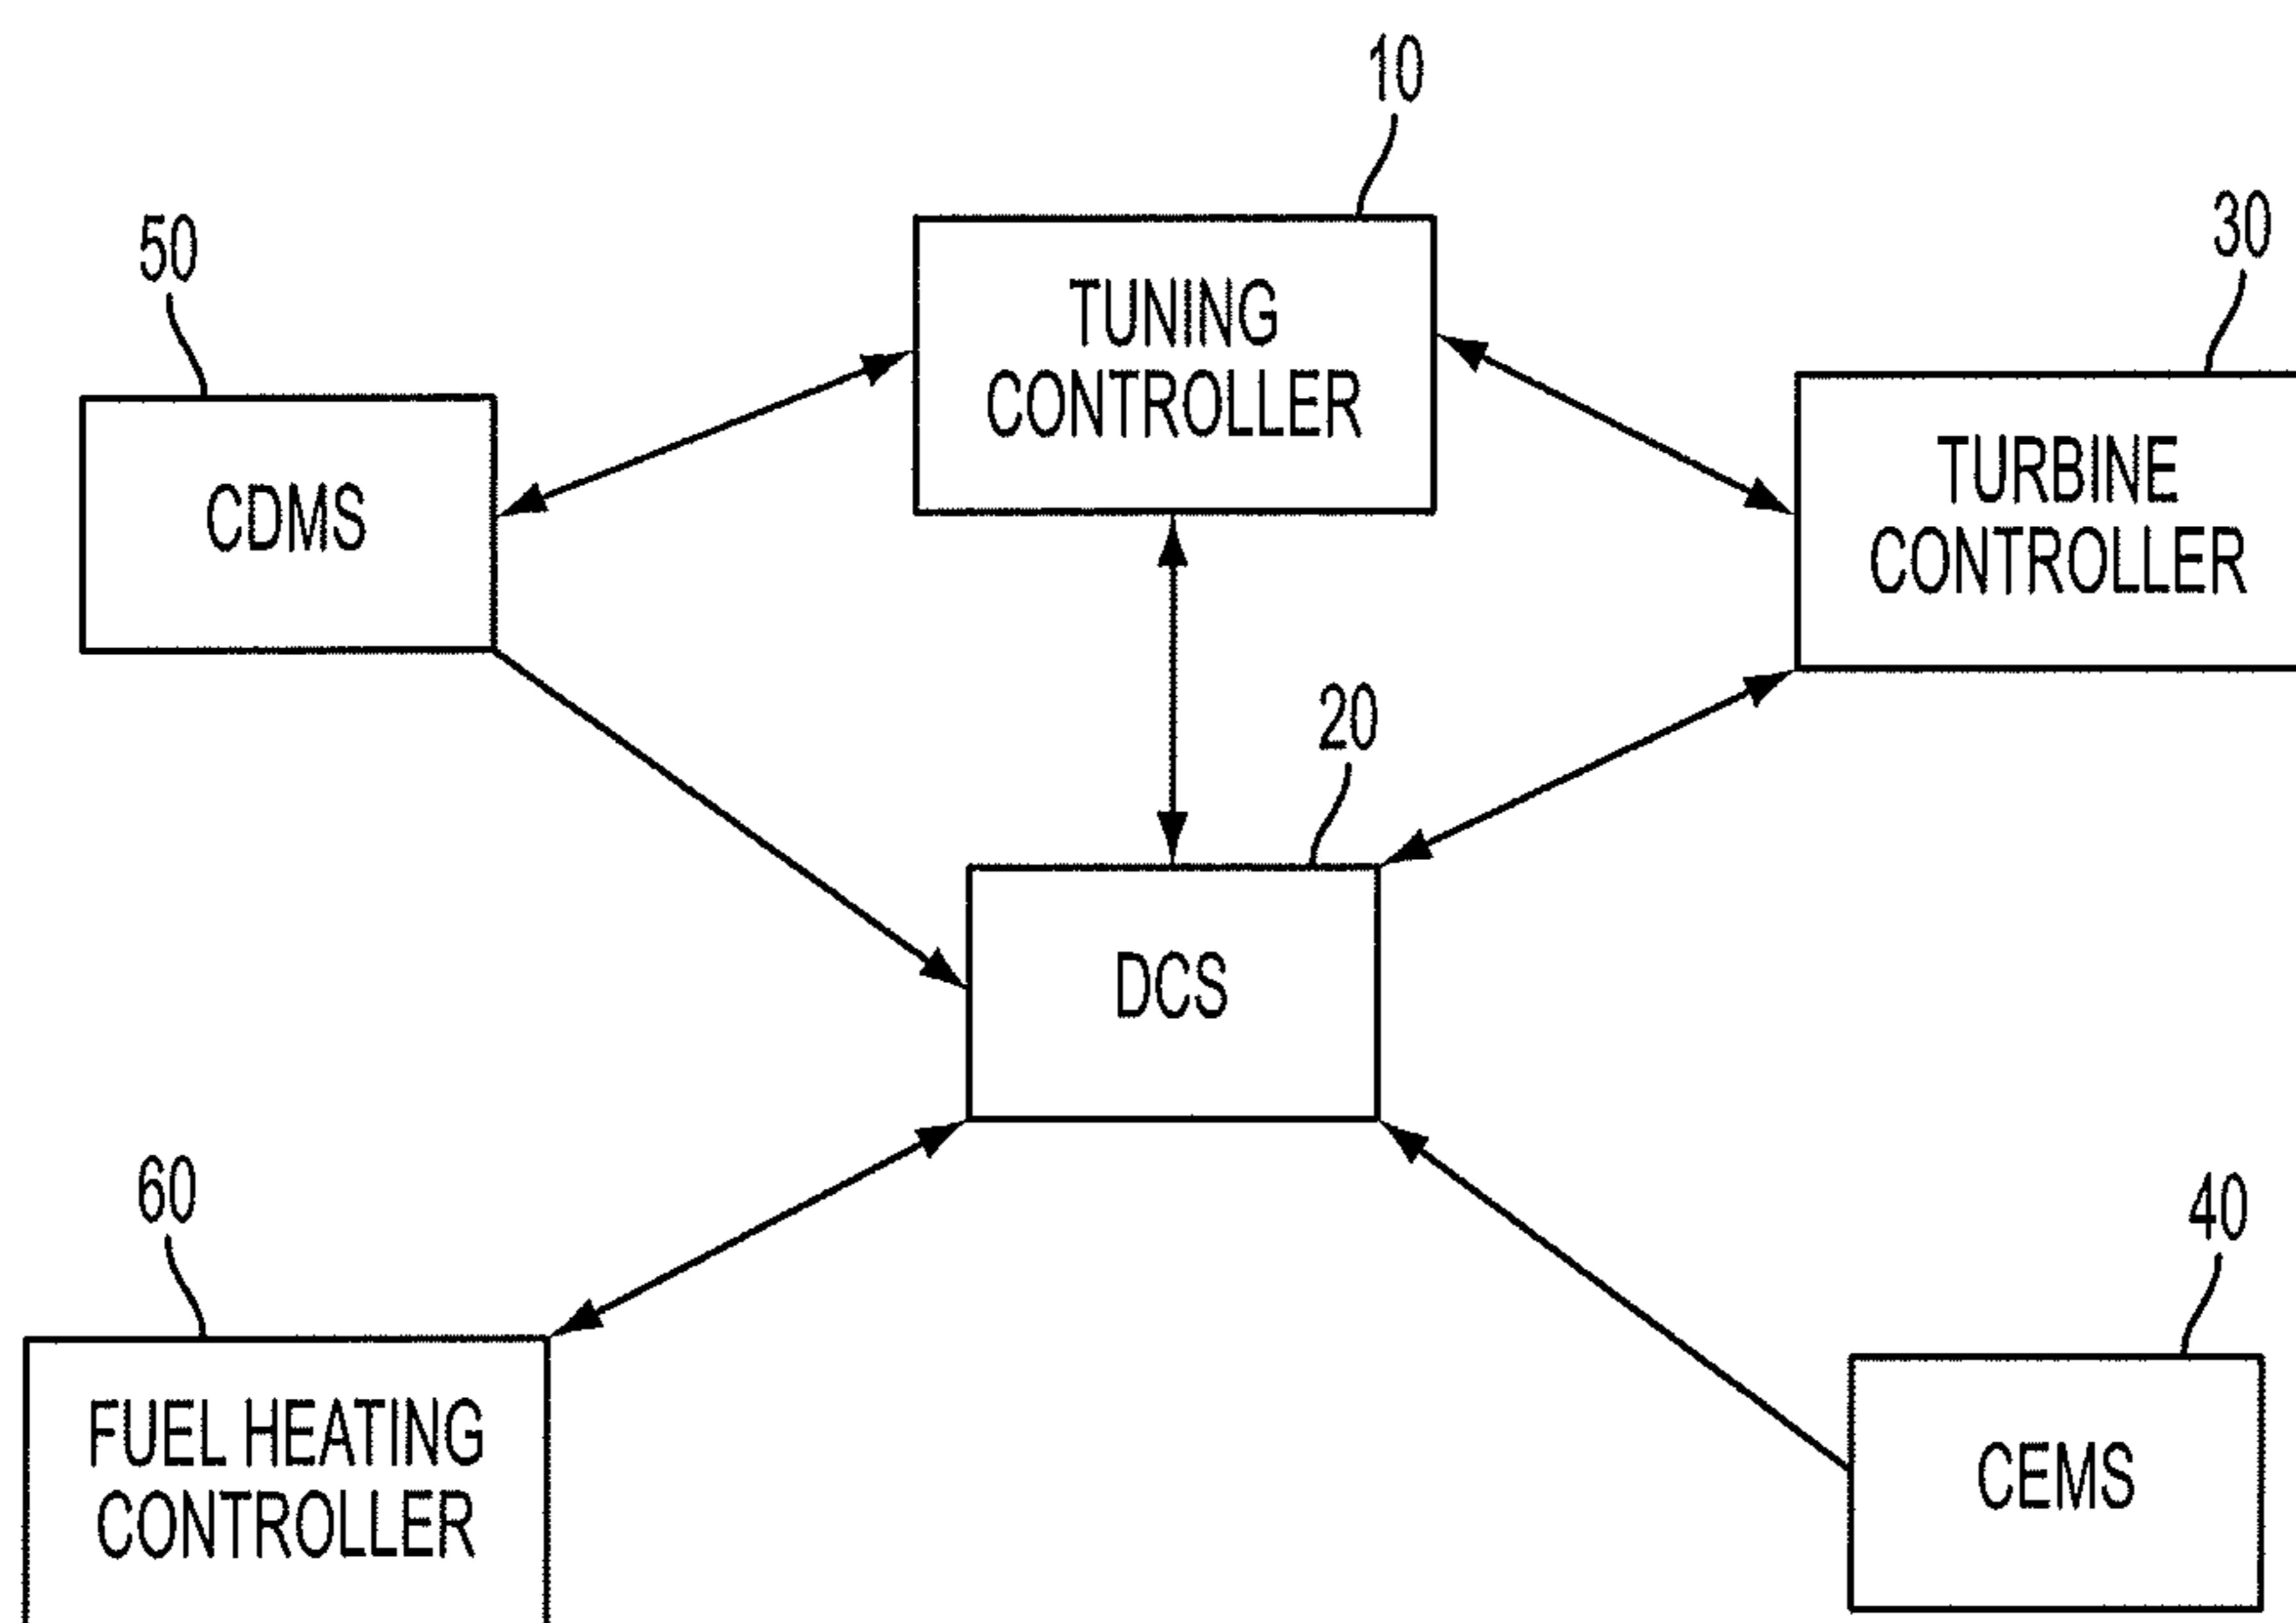 10
50
30
TUNING
CONTROLLER
CDMS
TURBINE
CONTROLLER
20
DCS
60
40
FUEL HEATING
CONTROLLER
CEMS